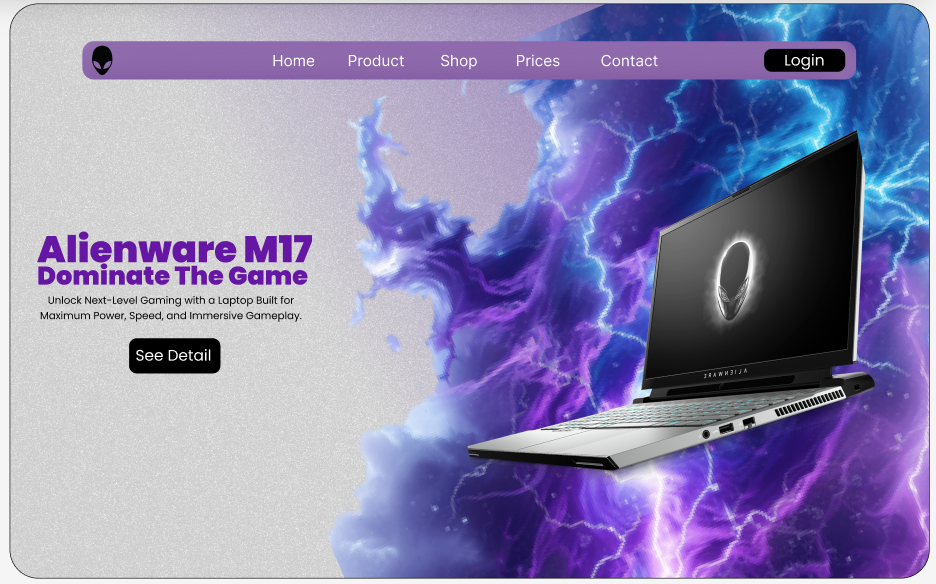 Home Product Shop Prices Contact Login
Alienware M17
Dominate The Game
Unlock Next-Level Gaming with a Laptop Built for
Maximum Power, Speed, and Immersive Gameplay.
See Detail
ALIENWARE